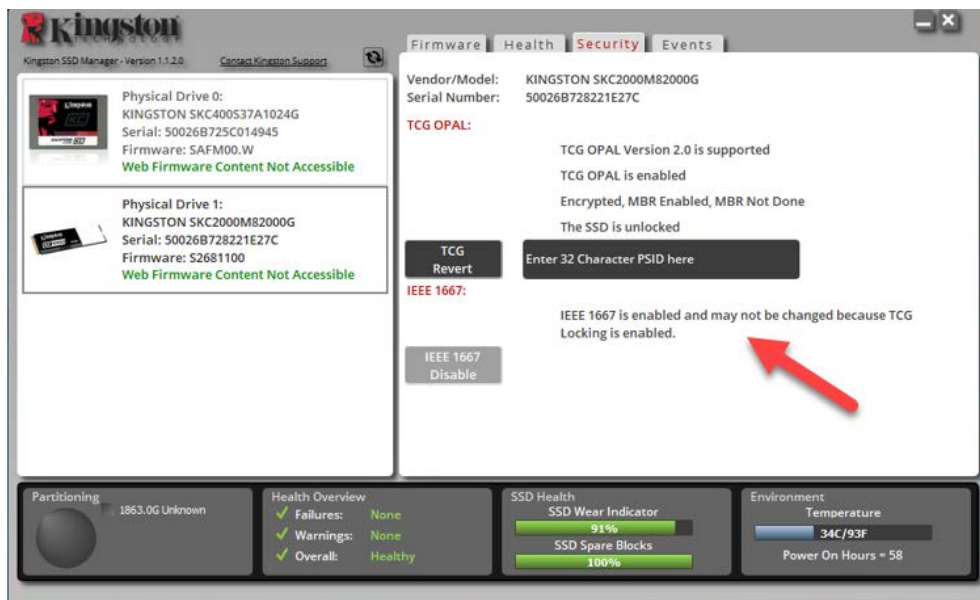 Kingston
TECHNOLOGY
Kingston SSD Manager - Version 1.1.2.0 Contact Kingston Support
Firmware Health Security Events
Physical Drive 0:
KINGSTON SKC400S37A1024G
Serial: 50026B725C014945
Firmware: SAFM00.W
Web Firmware Content Not Accessible
Physical Drive 1:
KINGSTON SKC2000M82000G
Serial: 50026B728221E27C
Firmware: S2681100
Web Firmware Content Not Accessible
Vendor/Model: KINGSTON SKC2000M82000G
Serial Number: 50026B728221E27C
TCG OPAL:
TCG OPAL Version 2.0 is supported
TCG OPAL is enabled
Encrypted, MBR Enabled, MBR Not Done
The SSD is unlocked
TCG
Revert
Enter 32 Character PSID here
IEEE 1667:
IEEE 1667 is enabled and may not be changed because TCG
Locking is enabled.
IEEE 1667
Disable
Partitioning
1863.0G Unknown
Health Overview
Failures: None
Warnings: None
Overall: Healthy
SSD Health
SSD Wear Indicator
91%
SSD Spare Blocks
100%
Environment
Temperature
34C/93F
Power On Hours = 58